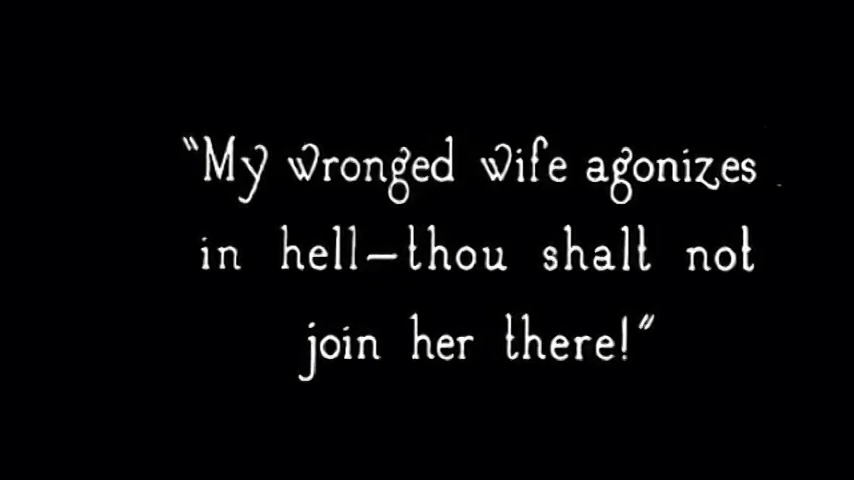 "My wronged wife agonizes
in hell—thou shalt not
join her there!"